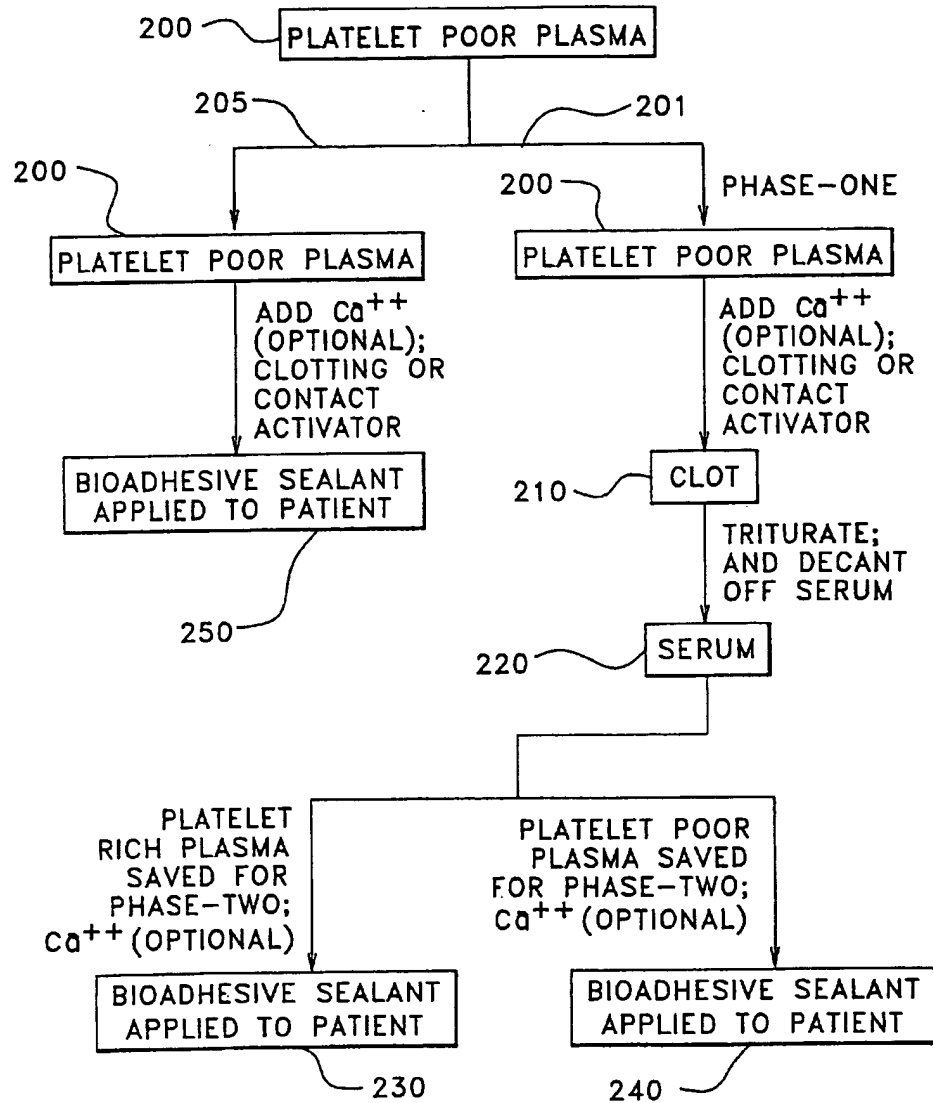 200
PLATELET POOR PLASMA
205
201
200
200
PHASE-ONE
PLATELET POOR PLASMA
PLATELET POOR PLASMA
ADD Ca++
(OPTIONAL);
CLOTTING OR
CONTACT
ACTIVATOR
ADD Ca++
(OPTIONAL);
CLOTTING OR
CONTACT
ACTIVATOR
BIOADHESIVE SEALANT
APPLIED TO PATIENT
250
210
CLOT
TRITURATE;
AND DECANT
OFF SERUM
220
SERUM
PLATELET
RICH PLASMA
SAVED FOR
PHASE-TWO;
Ca++ (OPTIONAL)
PLATELET POOR
PLASMA SAVED
FOR PHASE-TWO;
Ca++ (OPTIONAL)
BIOADHESIVE SEALANT
APPLIED TO PATIENT
230
BIOADHESIVE SEALANT
APPLIED TO PATIENT
240